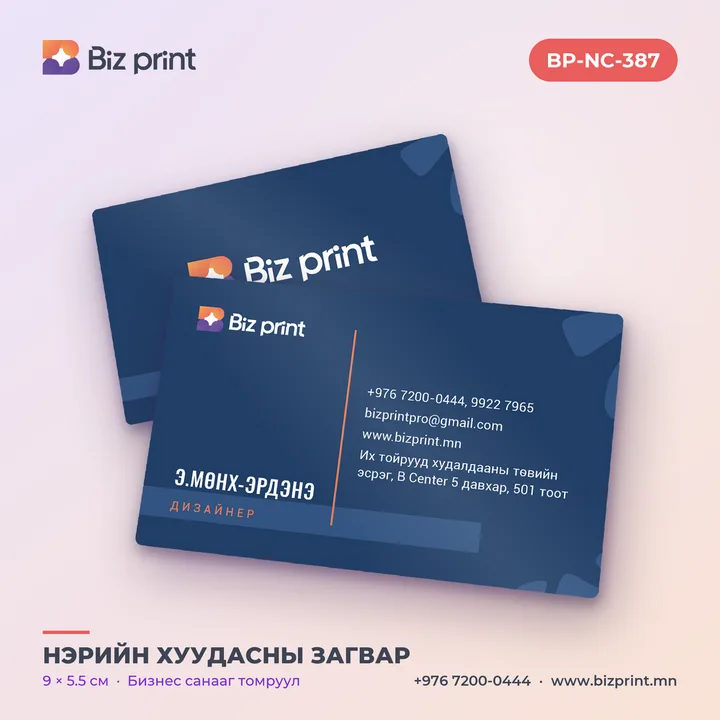 Biz print
BP-NC-387
Biz print
Biz print
+976 7200-0444, 9922 7965
bizprintpro@gmail.com
www.bizprint.mn
Их тойрууд худалдааны төвийн
эсрэг, B Center 5 давхар, 501 тоот
Э.МӨНХ-ЭРДЭНЭ
ДИЗАЙНЕР
НЭРИЙН ХУУДАСНЫ ЗАГВАР
9 × 5.5 см · Бизнес санааг томруул
+976 7200-0444 · www.bizprint.mn